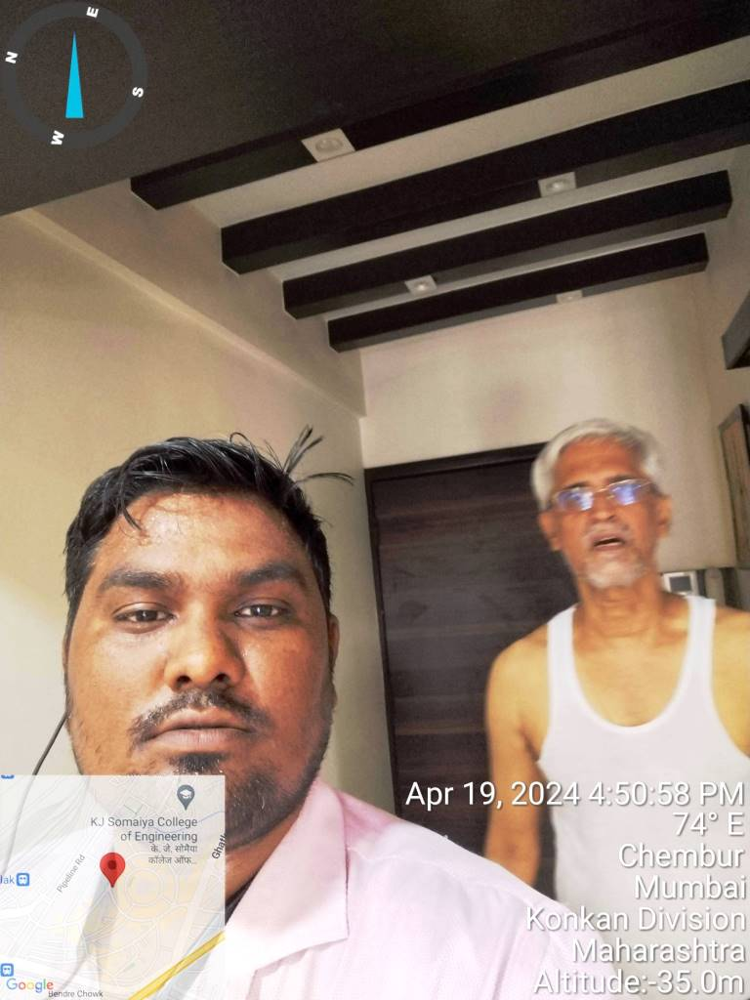 E
N
S
W
KJ Somaiya College
of Engineering
के. जे. सोमैया
कॉलेज ऑफ...
Pipeline Rd
Bendre Chowk
Google
Apr 19, 2024 4:50:58 PM
74° E
Chembur
Mumbai
Konkan Division
Maharashtra
Altitude:-35.0m